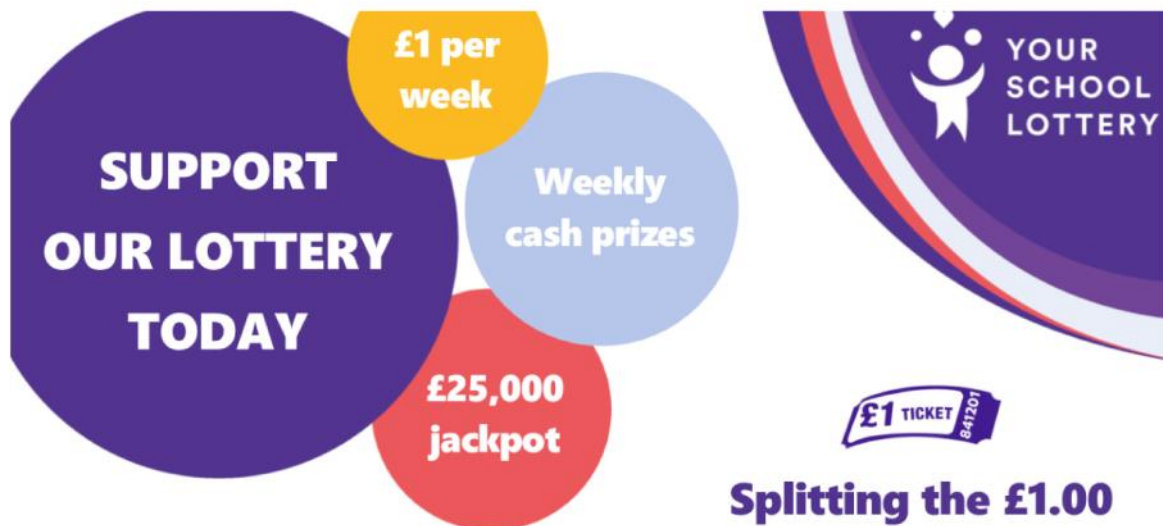 SUPPORT
OUR LOTTERY
TODAY
£1 per
week
Weekly
cash prizes
£25,000
jackpot
YOUR
SCHOOL
LOTTERY
£1 TICKET
841201
Splitting the £1.00